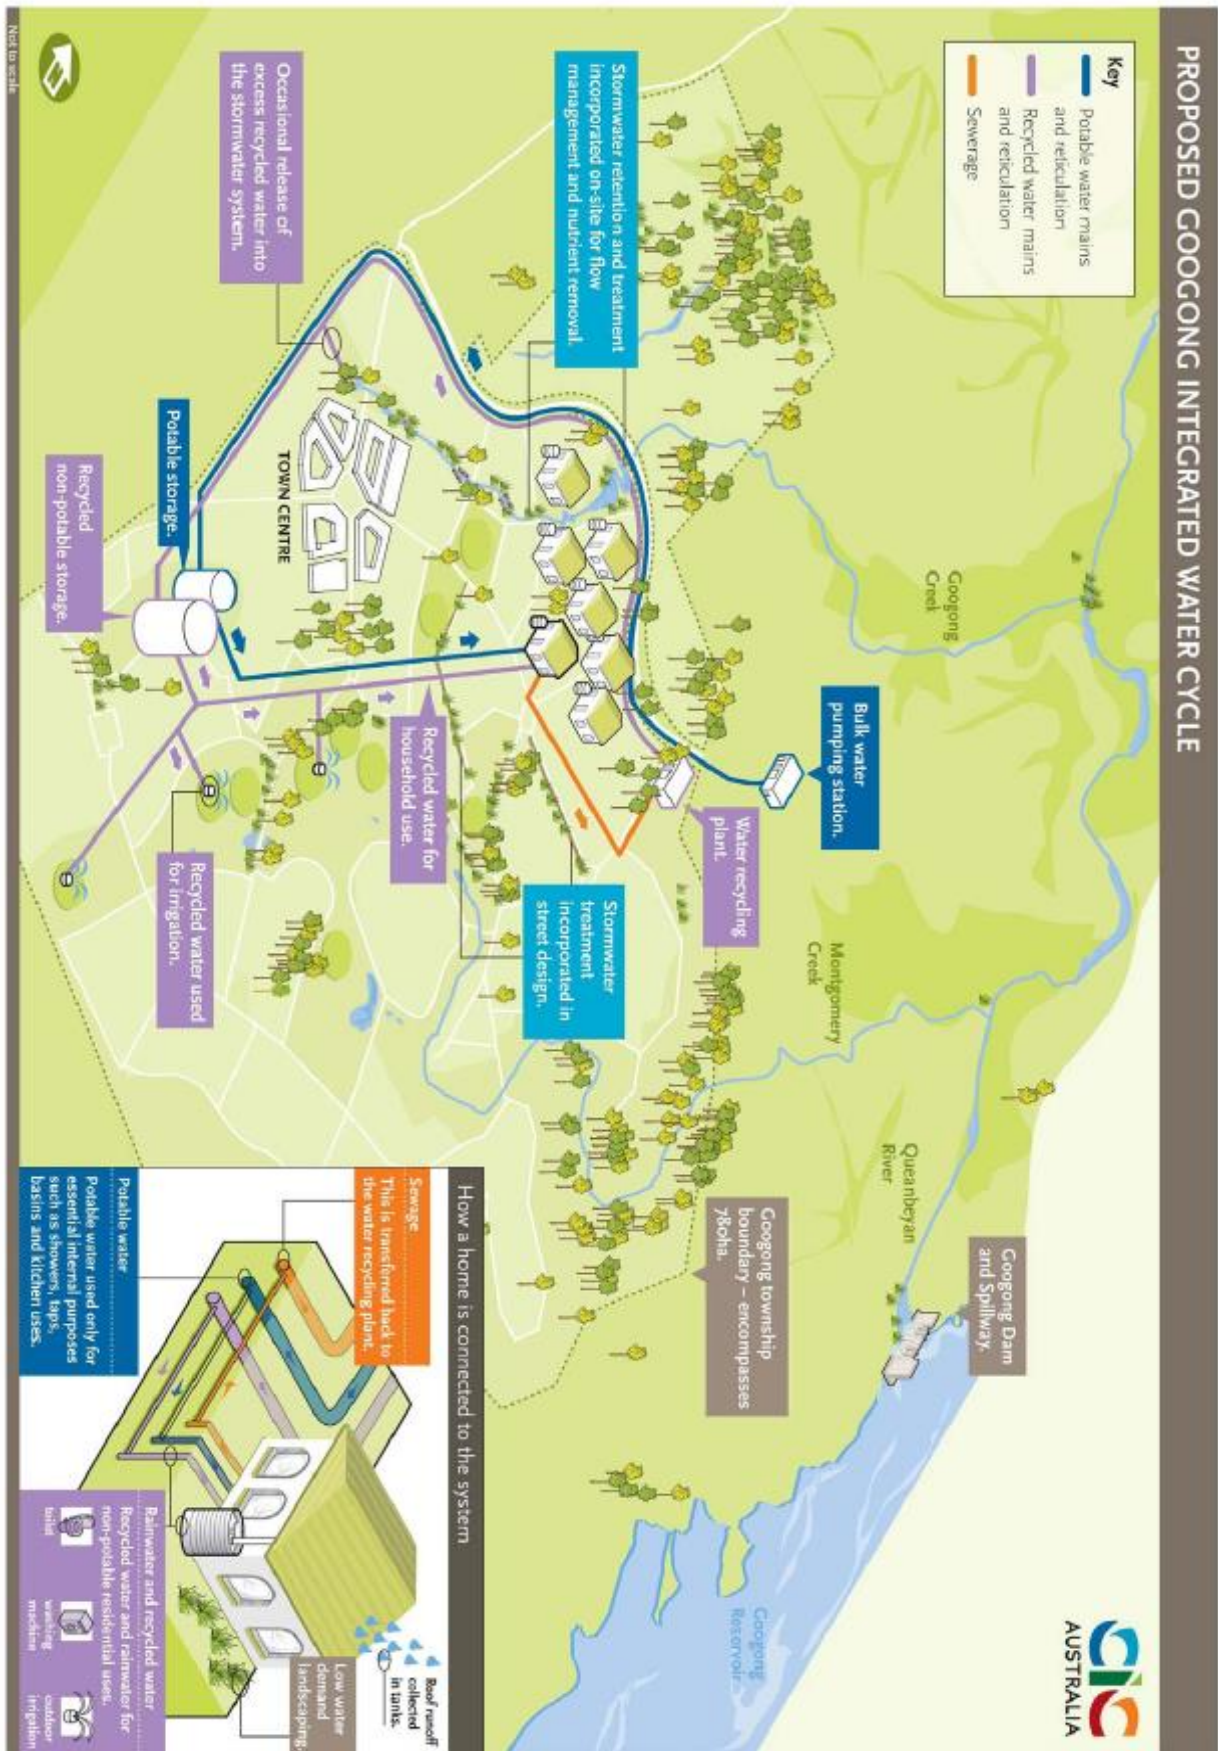 PROPOSED GOOGONG INTEGRATED WATER CYCLE
Key
Potable water mains
and reticulation
Recycled water mains
and reticulation
Sewerage
cic
AUSTRALIA
Stormwater retention and treatment
incorporated on-site for flow
management and nutrient removal.
Occasional release of
excess recycled water into
the stormwater system.
Googong
Creek
Bulk water
pumping station.
Water recycling
plant.
Montgomery
Creek
Queanbeyan
River
Googong Dam
and Spillway.
Googong township
boundary – encompasses
780ha.
Googong
Reservoir
TOWN CENTRE
Potable storage.
Recycled
non-potable storage.
Recycled water for
household use.
Stormwater
treatment
incorporated in
street design.
Recycled water used
for irrigation.
How a home is connected to the system
Sewage
This is transferred back to
the water recycling plant.
Roof runoff
collected
in tanks.
Low water
demand
landscaping.
Potable water
Potable water used only for
essential internal purposes
such as showers, taps,
basins and kitchen uses.
Rainwater and recycled water
Recycled water and rainwater for
non-potable residential uses.
toilet
washing
machine
outdoor
irrigation
Not to scale